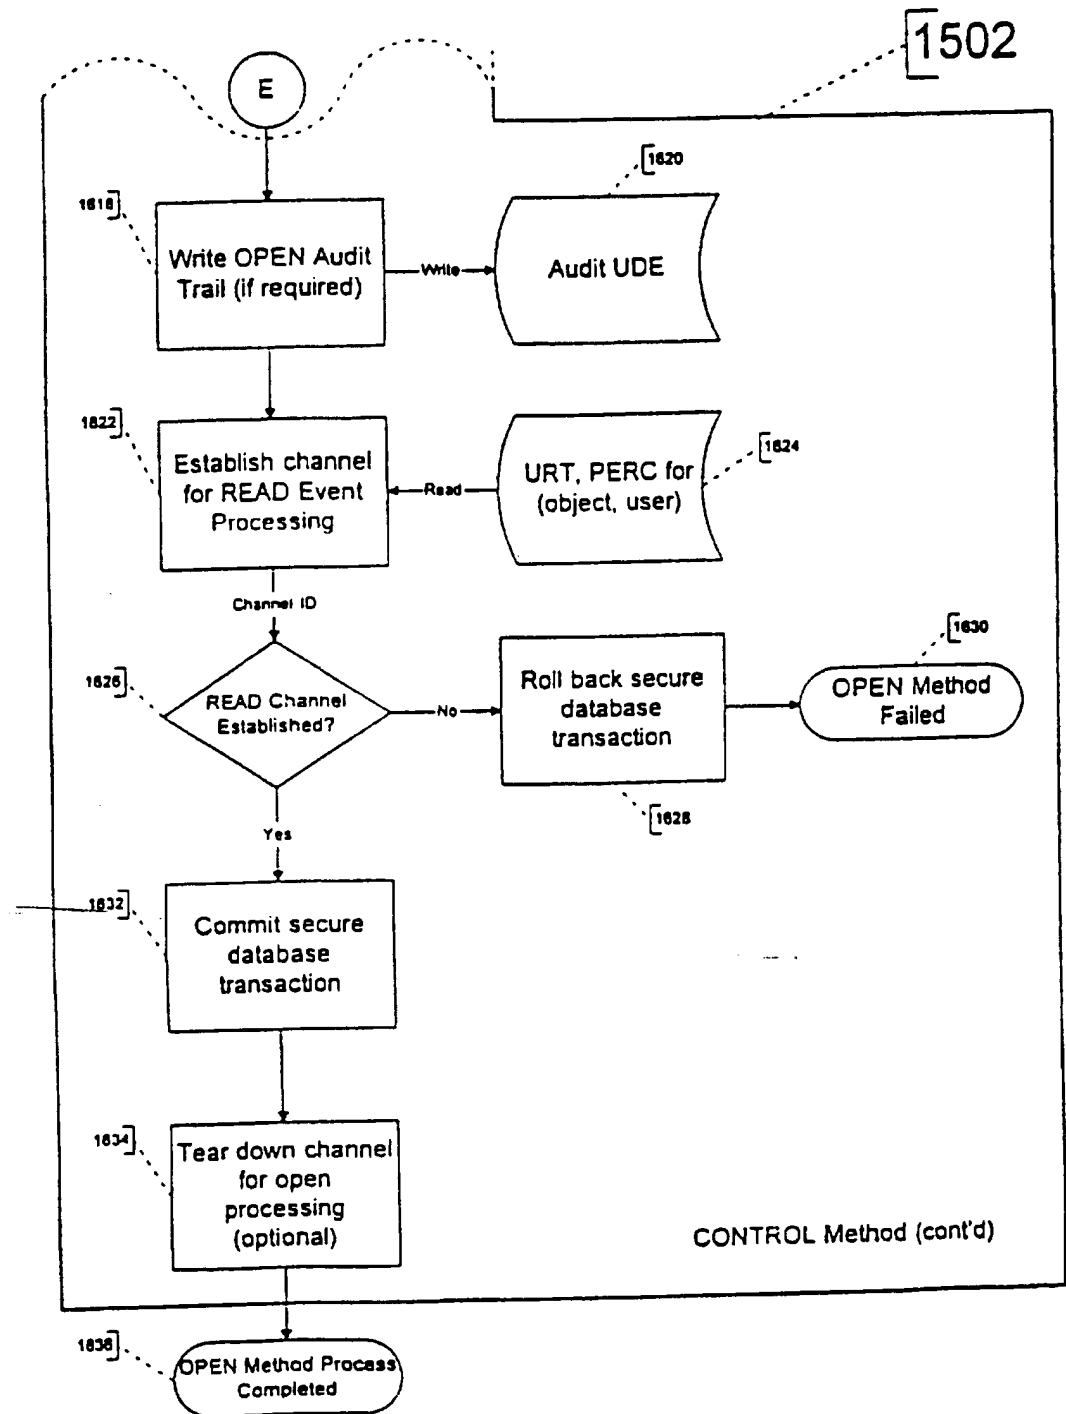 1502
E
1620
1618
Write OPEN Audit
Trail (if required)
Write
Audit UDE
1622
Establish channel
for READ Event
Processing
Read
URT, PERC for
(object, user)
1624
Channel ID
1626
READ Channel
Established?
No
Roll back secure
database
transaction
1630
OPEN Method
Failed
1628
Yes
1632
Commit secure
database
transaction
1634
Tear down channel
for open
processing
(optional)
CONTROL Method (cont'd)
1636
OPEN Method Process
Completed